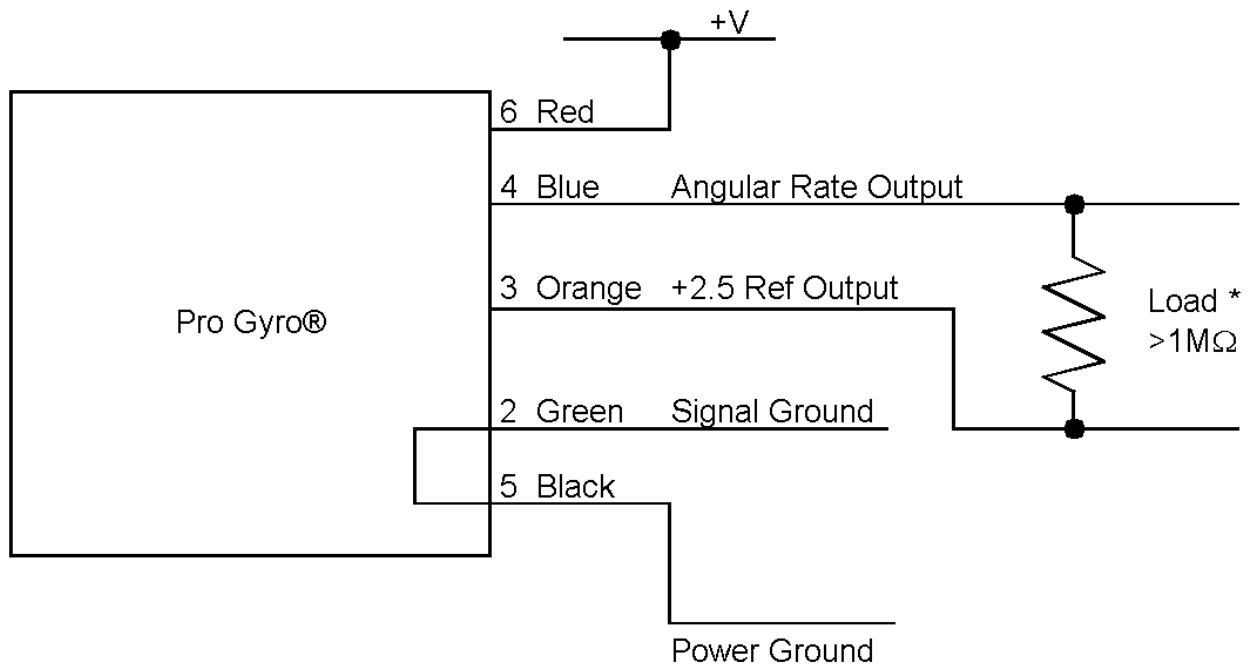 +V
6 Red
4 Blue Angular Rate Output
3 Orange +2.5 Ref Output
Pro Gyro®
Load *
>1MΩ
2 Green Signal Ground
5 Black
Power Ground